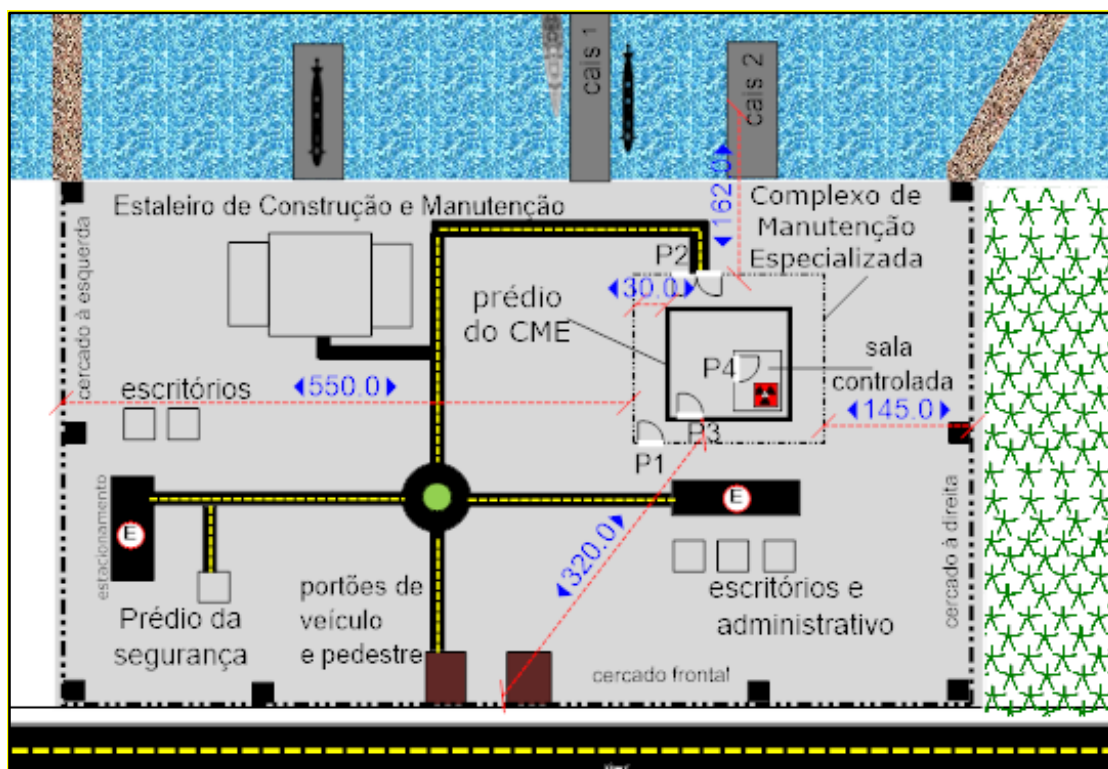 cais 1
cais 2
162.0
Estaleiro de Construção e Manutenção
Complexo de
Manutenção
Especializada
cercado à esquerda
P2
30.0
prédio
do CME
sala
controlada
P4
550.0
145.0
escritórios
P3
P1
E
estacionamento
E
320.0
cercado à direita
portões de
veículo
e pedestre
escritórios e
administrativo
Prédio da
segurança
cercado frontal